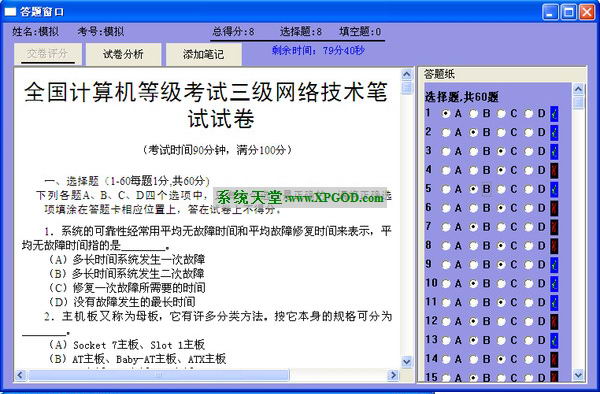 答题窗口
姓名:模拟 考号:模拟 总得分:8 选择题:8 填空题:0
交卷评分 试卷分析 添加笔记 剩余时间: 79分40秒
全国计算机等级考试三级网络技术笔
试试卷
(考试时间90分钟，满分100分)
一、选择题 (1-60每题1分,共60分)
下列各题A、B、C、D四个选项中，
项填涂在答题卡相应位置上，答在试卷上不得分。
系统天堂 www.XPGOD.com
1．系统的可靠性经常用平均无故障时间和平均故障修复时间来表示，平
均无故障时间指的是________。
(A) 多长时间系统发生一次故障
(B) 多长时间系统发生二次故障
(C) 修复一次故障所需要的时间
(D) 没有故障发生的最长时间
2．主机板又称为母板，它有许多分类方法。按它本身的规格可分为
________。
(A) Socket 7主板、Slot 1主板
(B) AT主板、Baby-AT主板、ATX主板
答题纸
选择题,共60题
1 A B C D
2 A B C D
3 A B C D
4 A B C D
5 A B C D
6 A B C D
7 A B C D
8 A B C D
9 A B C D
10 A B C D
11 A B C D
12 A B C D
13 A B C D
14 A B C D
15 A B C D